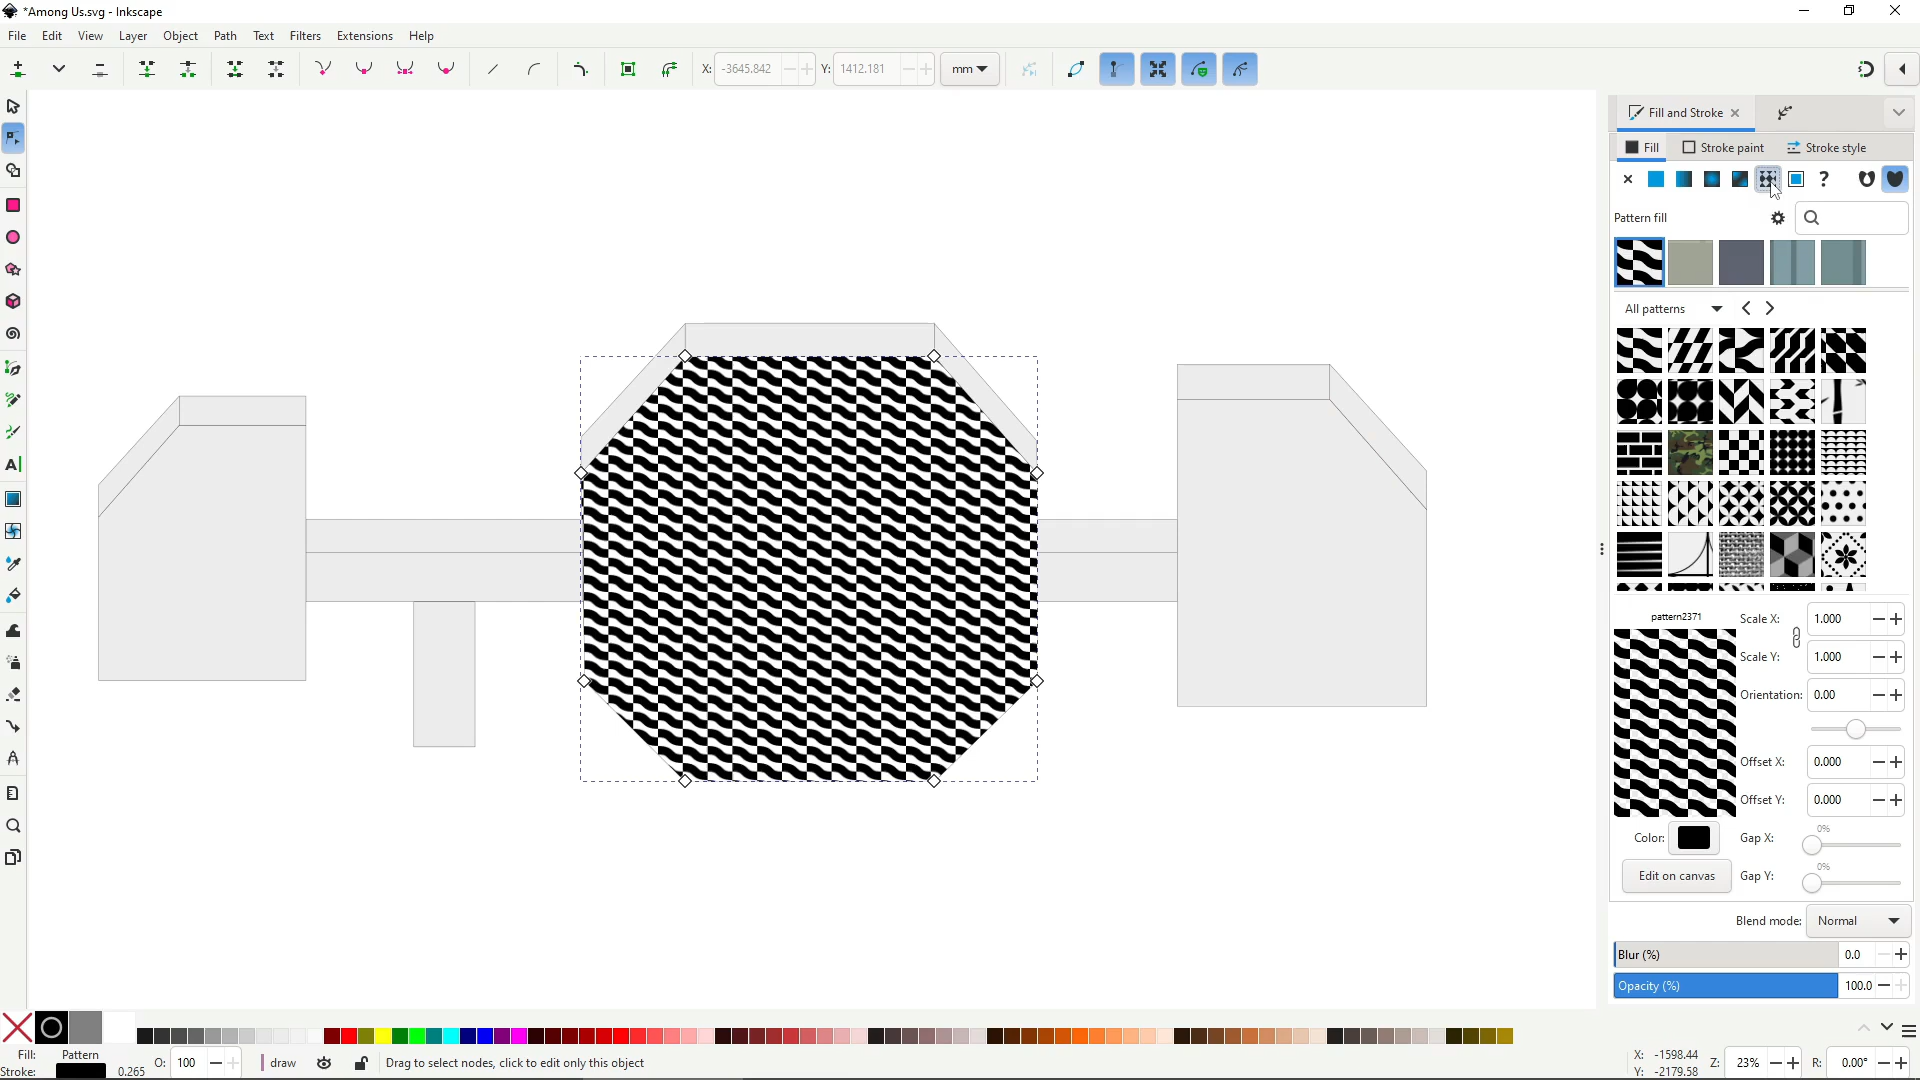 *Among Us.svg - Inkscape
File Edit View Layer Object Path Text Filters Extensions Help
X: -3645.842 Y: 1412.181 mm
Fill and Stroke
Fill Stroke paint Stroke style
?
Pattern fill
All patterns
pattern2371
Scale X: 1.000
Scale Y: 1.000
Orientation: 0.00
Offset X: 0.000
Offset Y: 0.000
0%
Color: Gap X:
0%
Edit on canvas Gap Y:
Blend mode: Normal
Blur (%) 0.0
Opacity (%) 100.0
Fill: Pattern
Stroke: 0.265
O: 100
draw
Drag to select nodes, click to edit only this object
X: -1598.44
Y: -2179.58
Z: 23%
R: 0.00°